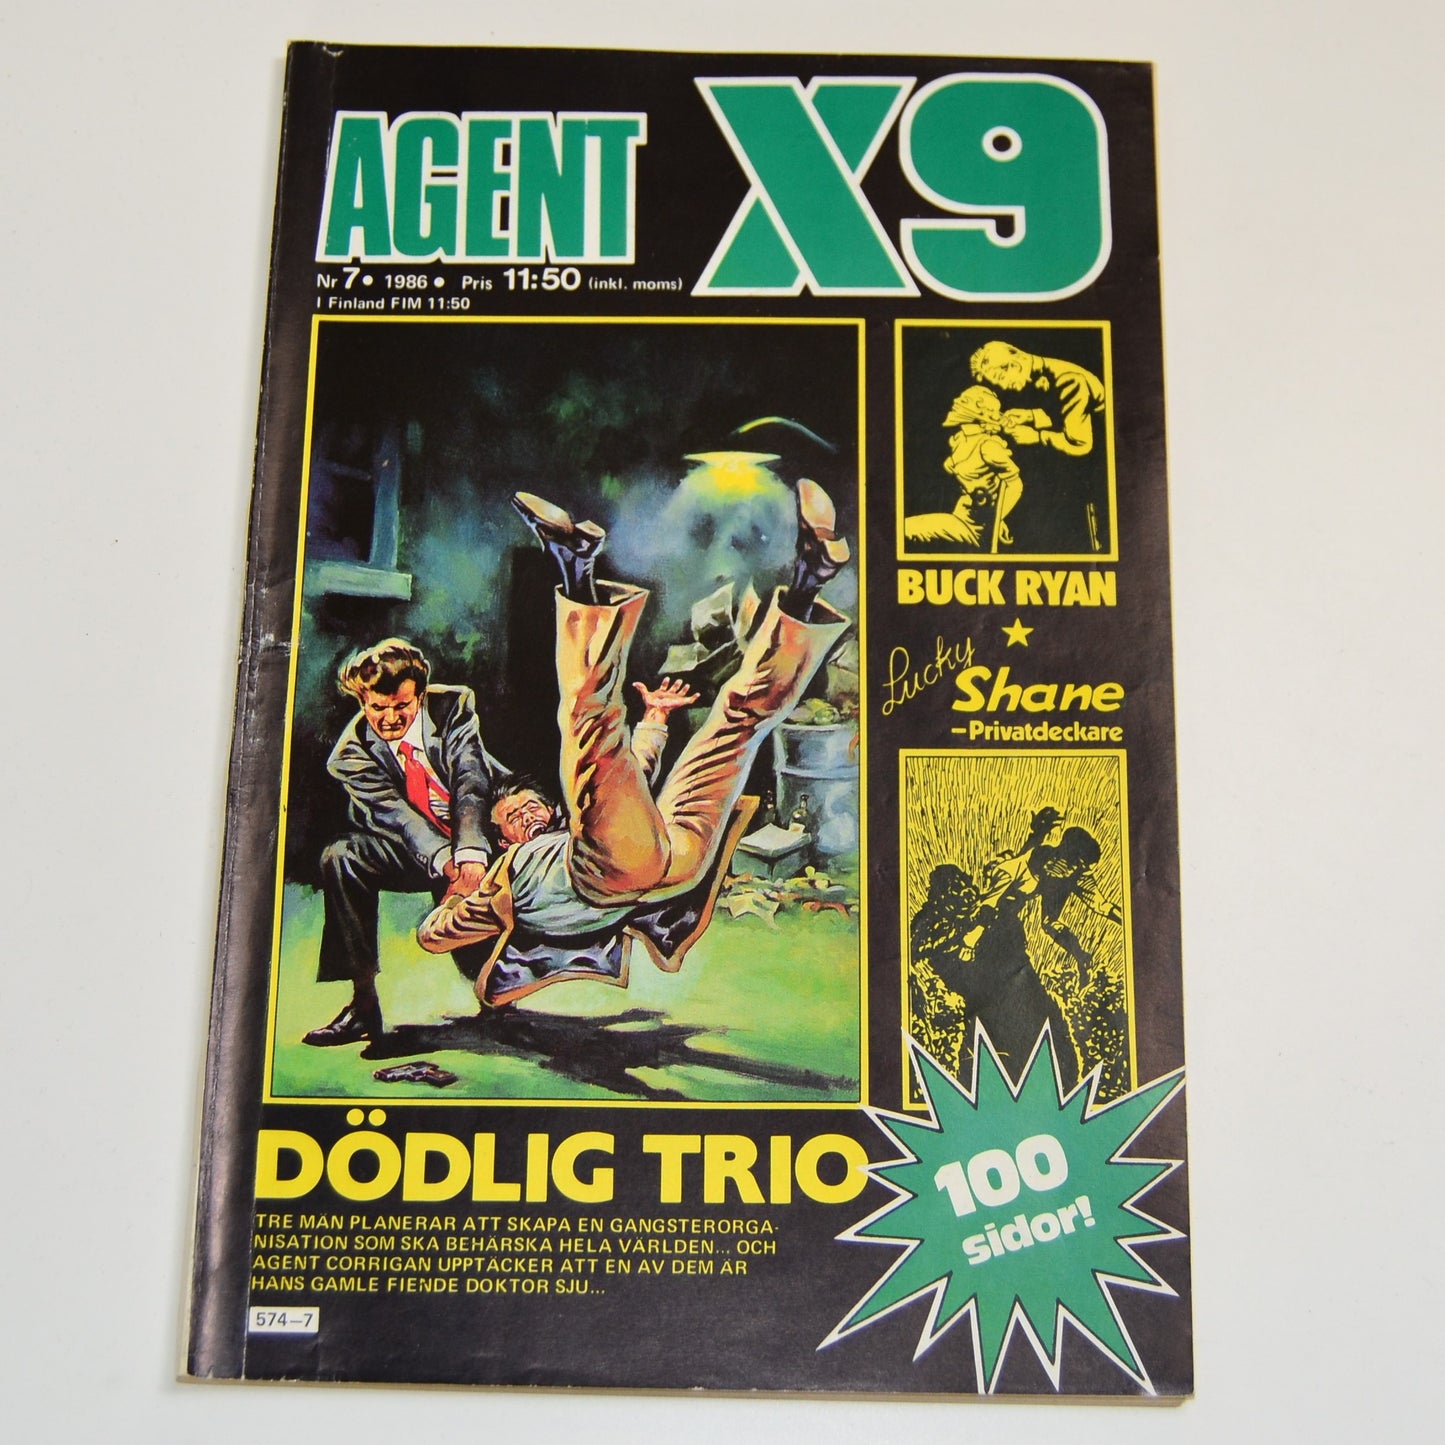 AGENT X9
Nr 7 • 1986 • Pris 11:50 (inkl. moms)
I Finland FIM 11:50
BUCK RYAN
Lucky
Shane
–Privatdeckare
100
sidor!
DÖDLIG TRIO
TRE MÄN PLANERAR ATT SKAPA EN GANGSTERORGA-
NISATION SOM SKA BEHÄRSKA HELA VÄRLDEN... OCH
AGENT CORRIGAN UPPTÄCKER ATT EN AV DEM ÄR
HANS GAMLE FIENDE DOKTOR SJU...
574–7